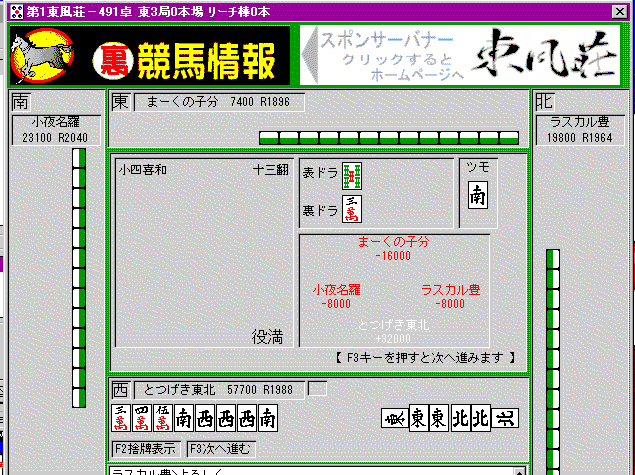 第1東風荘－491卓 東3局0本場 リーチ棒0本
裏 競馬情報
スポンサーバナー
クリックすると
ホームページへ
東風荘
南
小夜名羅
23100 R2040
東
まーくの子分 7400 R1896
北
ラスカル豊
19800 R1964
小四喜和 十三翻
役満
表ドラ
裏ドラ
三萬
ツモ
南
まーくの子分
-16000
小夜名羅
-8000
ラスカル豊
-8000
とつげき東北
+32000
【 F3キーを押すと次へ進みます 】
西
とつげき東北 57700 R1988
三萬 四萬 伍萬 南 西 西 西 南
北 東 東 北 北 北
F2捨牌表示
F3次へ進む
ラスカル豊>よろしく